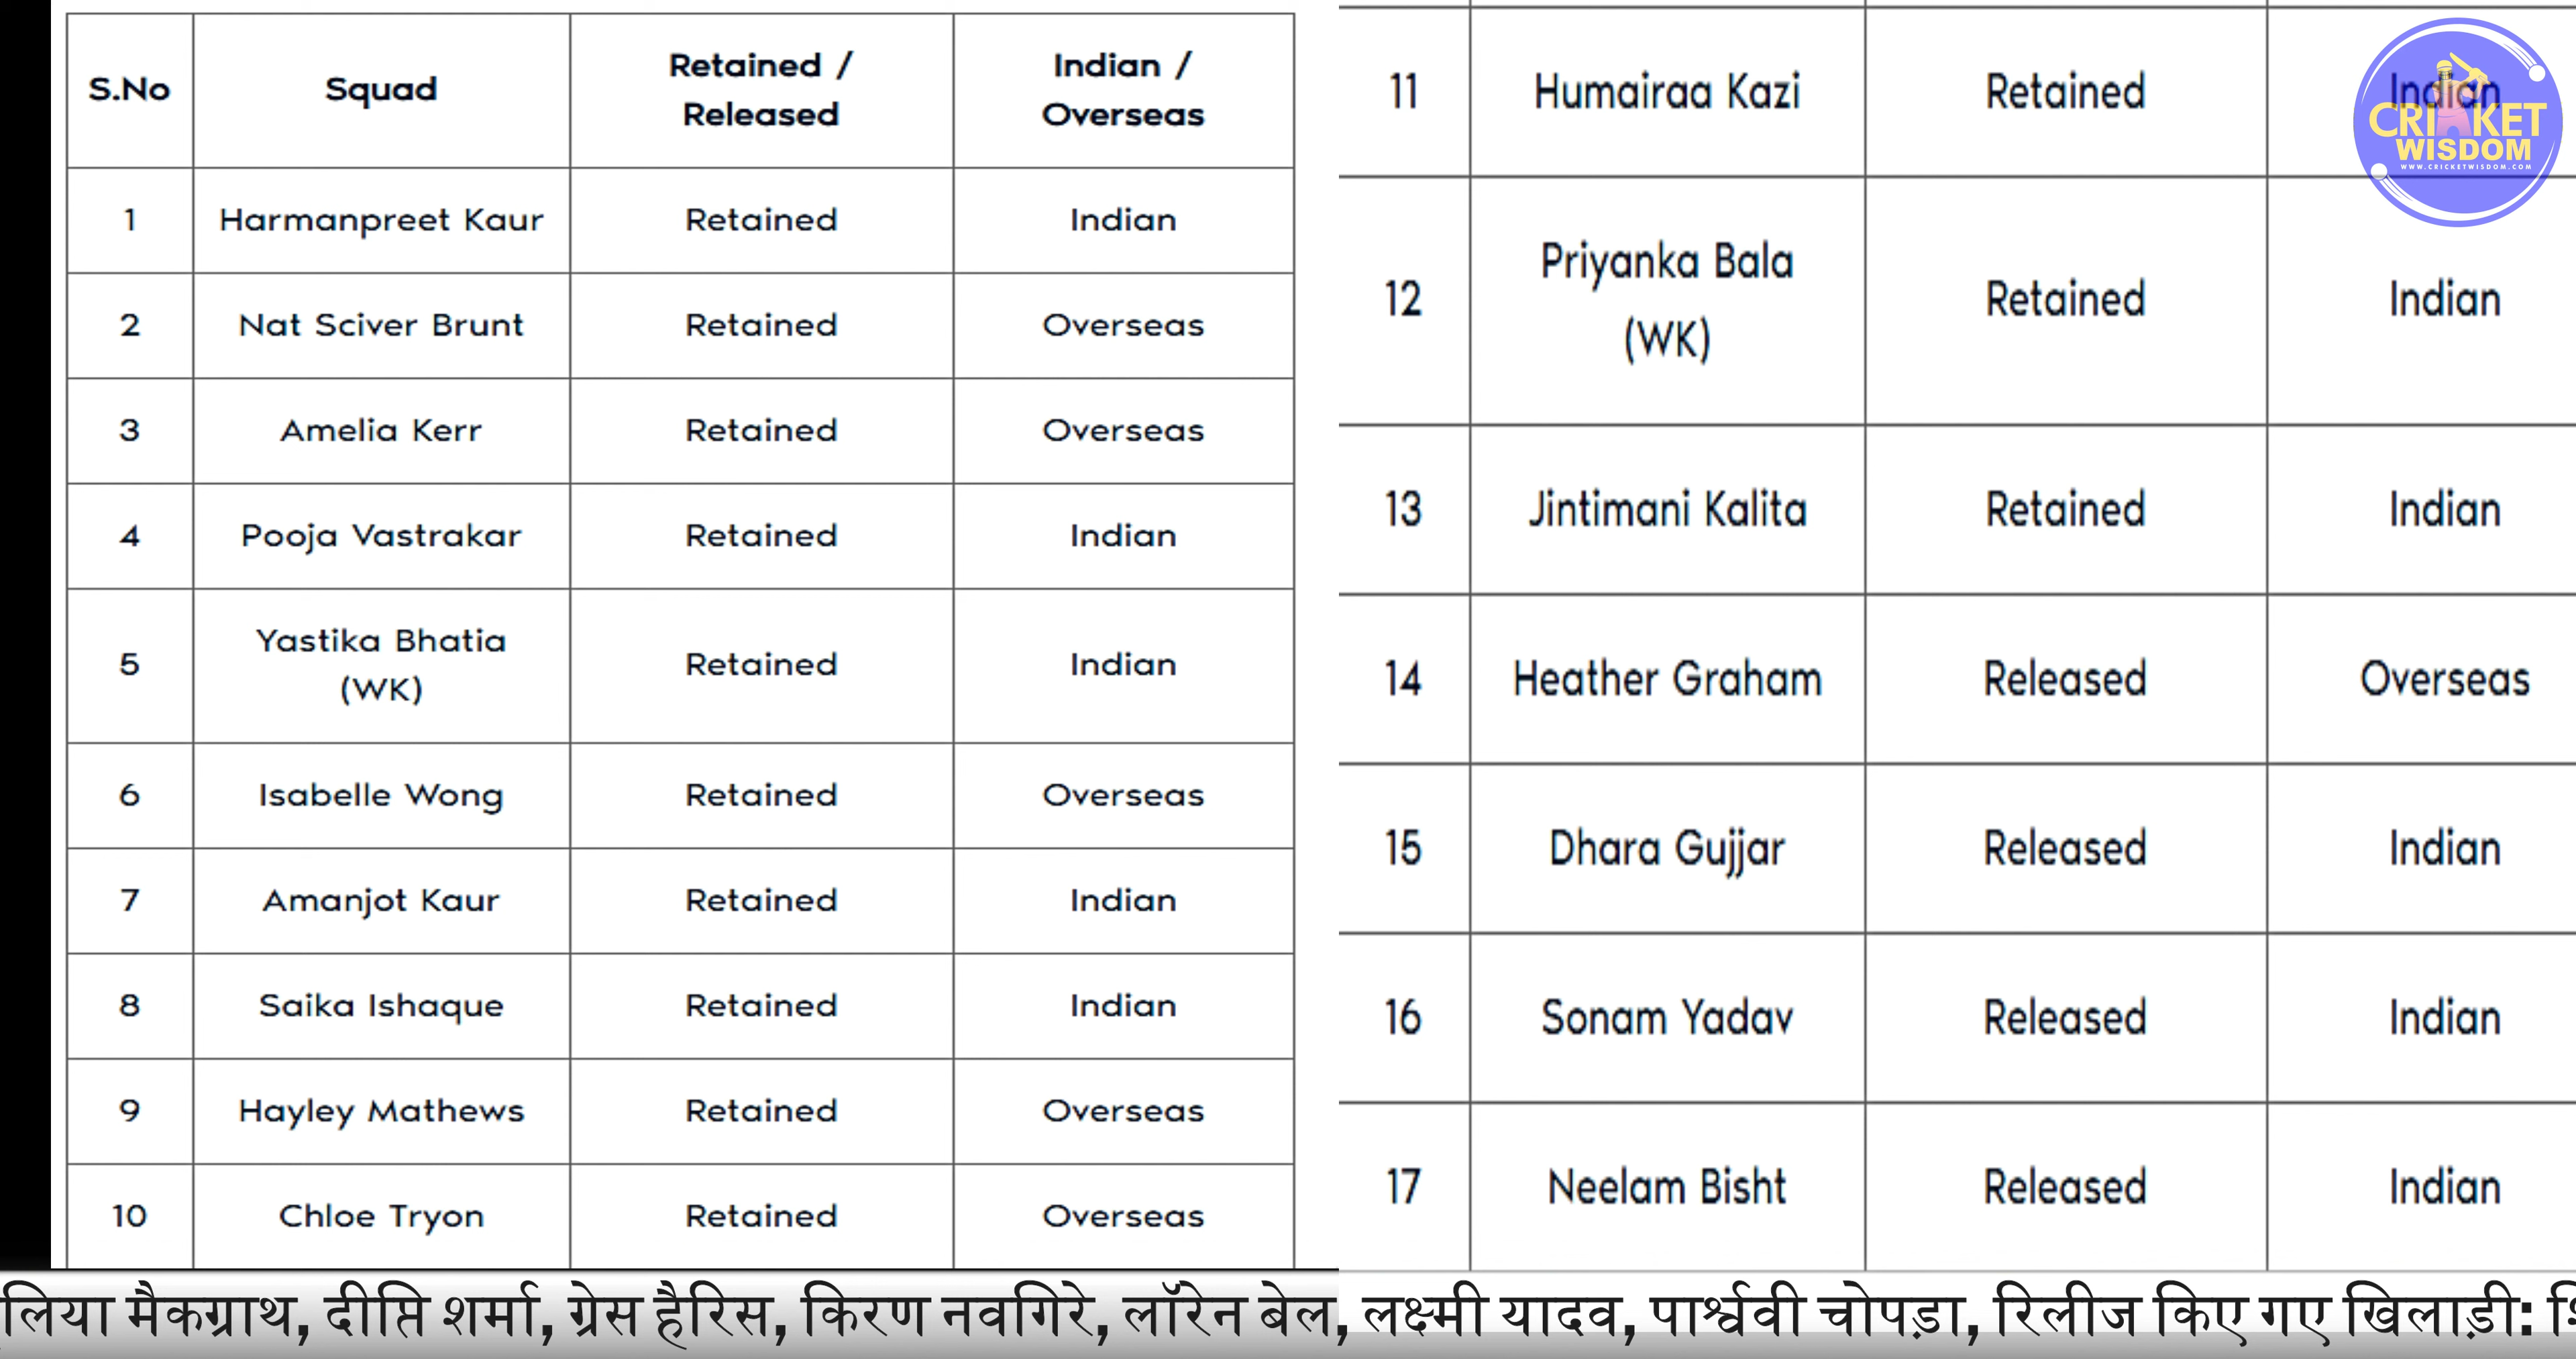 S.No Squad Retained / Released Indian / Overseas
1 Harmanpreet Kaur Retained Indian
2 Nat Sciver Brunt Retained Overseas
3 Amelia Kerr Retained Overseas
4 Pooja Vastrakar Retained Indian
5 Yastika Bhatia (WK) Retained Indian
6 Isabelle Wong Retained Overseas
7 Amanjot Kaur Retained Indian
8 Saika Ishaque Retained Indian
9 Hayley Mathews Retained Overseas
10 Chloe Tryon Retained Overseas
11 Humairaa Kazi Retained Indian
12 Priyanka Bala (WK) Retained Indian
13 Jintimani Kalita Retained Indian
14 Heather Graham Released Overseas
15 Dhara Gujjar Released Indian
16 Sonam Yadav Released Indian
17 Neelam Bisht Released Indian
CRICKET
WISDOM
WWW.CRICKETWISDOM.COM
मैकग्राथ, दीप्ति शर्मा, ग्रेस हैरिस, किरण नवगिरे, लॉरेन बेल, लक्ष्मी यादव, पार्श्ववी चोपड़ा, रिलीज किए गए खिलाड़ी: